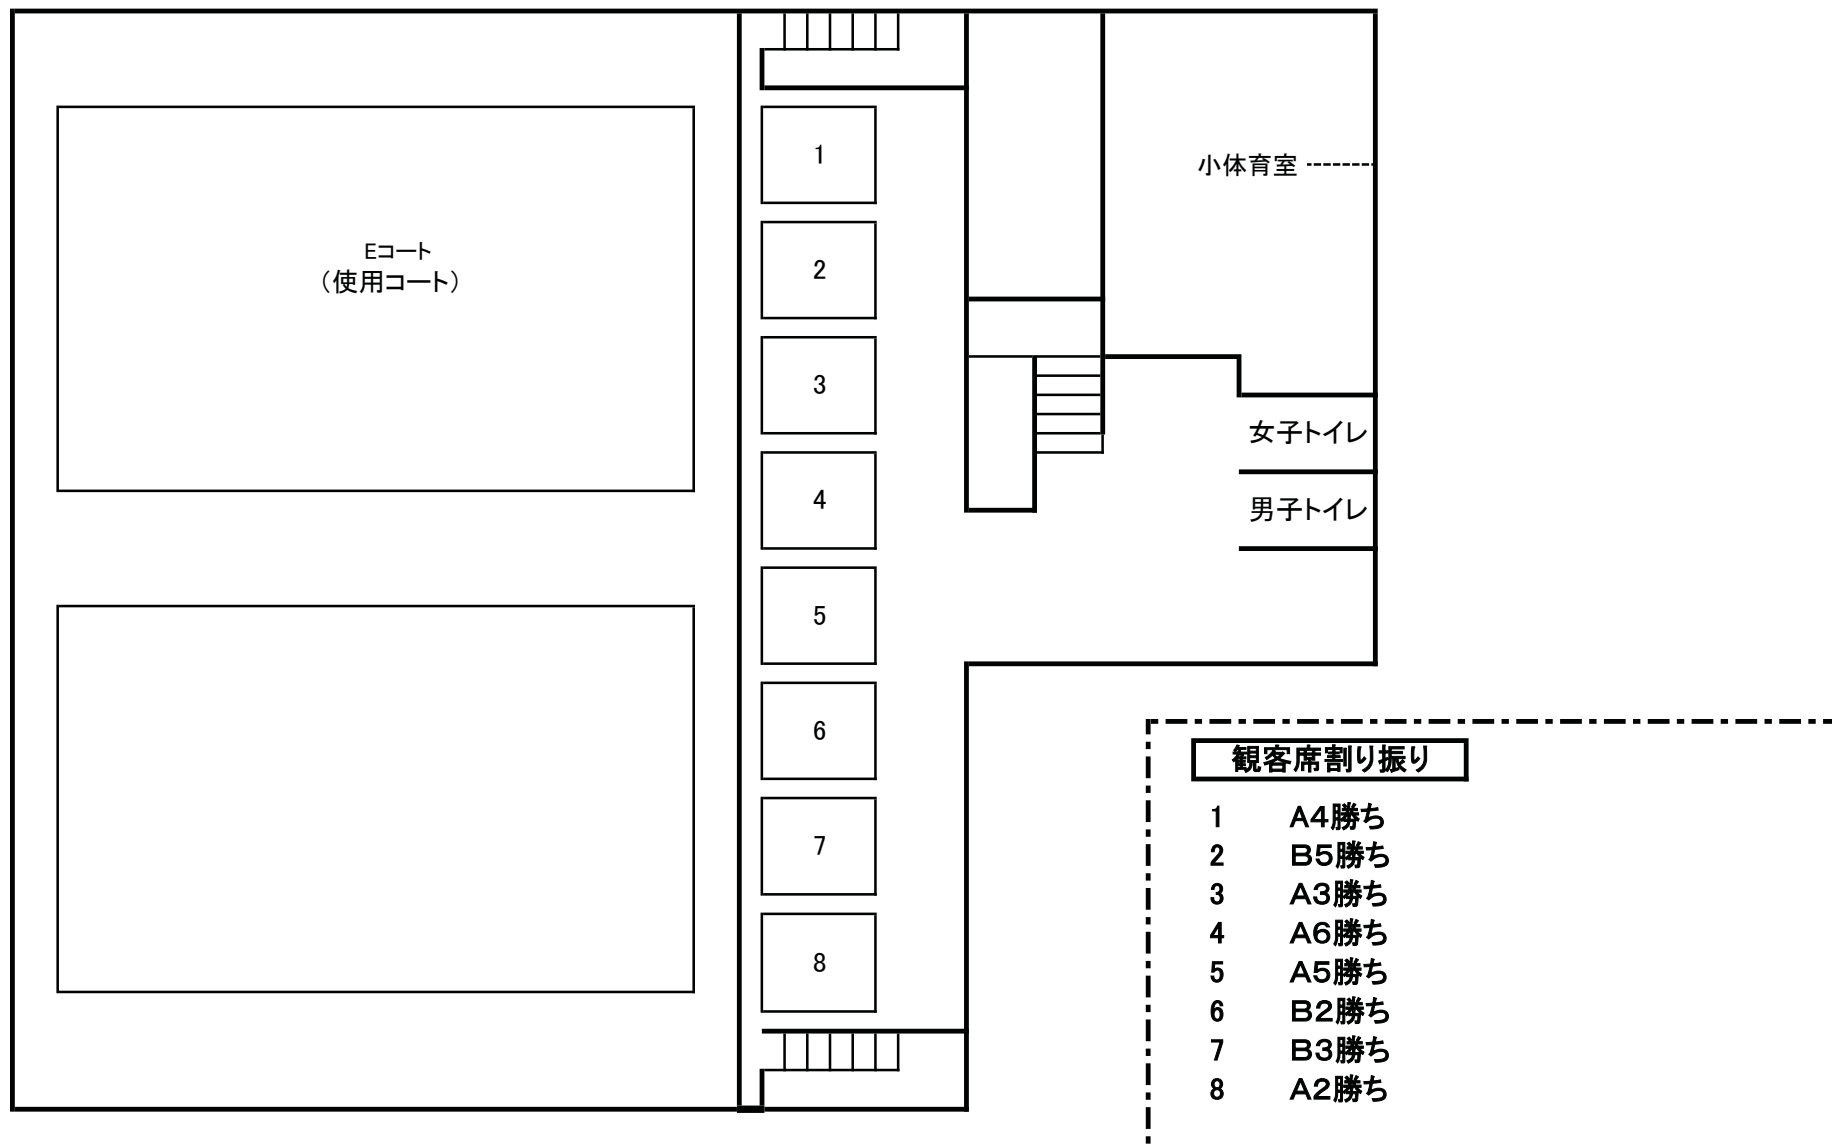 1
小体育室
Eコート
（使用コート）
2
3
女子トイレ
4
男子トイレ
5
6
7
8
観客席割り振り
1 A4勝ち
2 B5勝ち
3 A3勝ち
4 A6勝ち
5 A5勝ち
6 B2勝ち
7 B3勝ち
8 A2勝ち